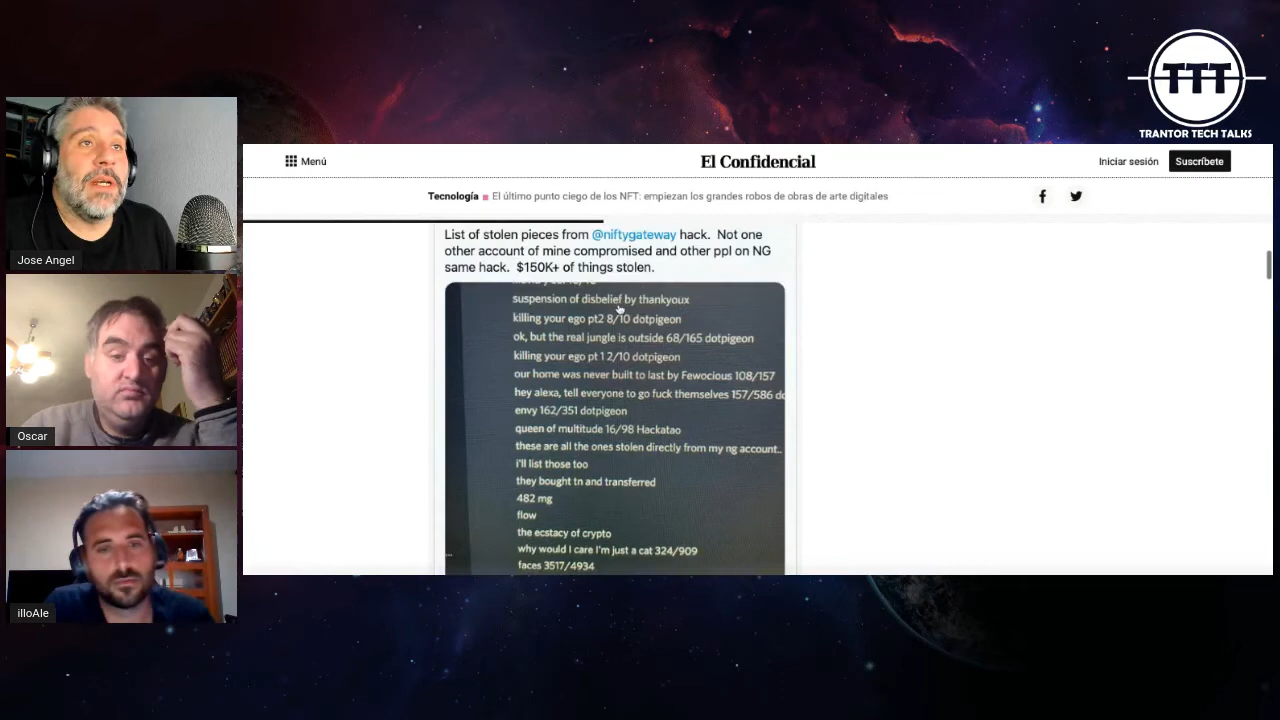 TTT
TRANTOR TECH TALKS
Jose Angel
Oscar
illoAle
Menú
El Confidencial
Iniciar sesión
Suscríbete
Tecnología El último punto ciego de los NFT: empiezan los grandes robos de obras de arte digitales
List of stolen pieces from @niftygateway hack. Not one
other account of mine compromised and other ppl on NG
same hack. $150K+ of things stolen.
suspension of disbelief by thankyoux
killing your ego pt2 8/10 dotpigeon
ok, but the real jungle is outside 68/165 dotpigeon
killing your ego pt 1 2/10 dotpigeon
our home was never built to last by Fewocious 108/157
hey alexa, tell everyone to go fuck themselves 157/586 do
envy 162/351 dotpigeon
queen of multitude 16/98 Hackatao
these are all the ones stolen directly from my ng account..
i'll list those too
they bought tn and transferred
482 mg
flow
the ecstacy of crypto
why would I care I'm just a cat 324/909
faces 3517/4934